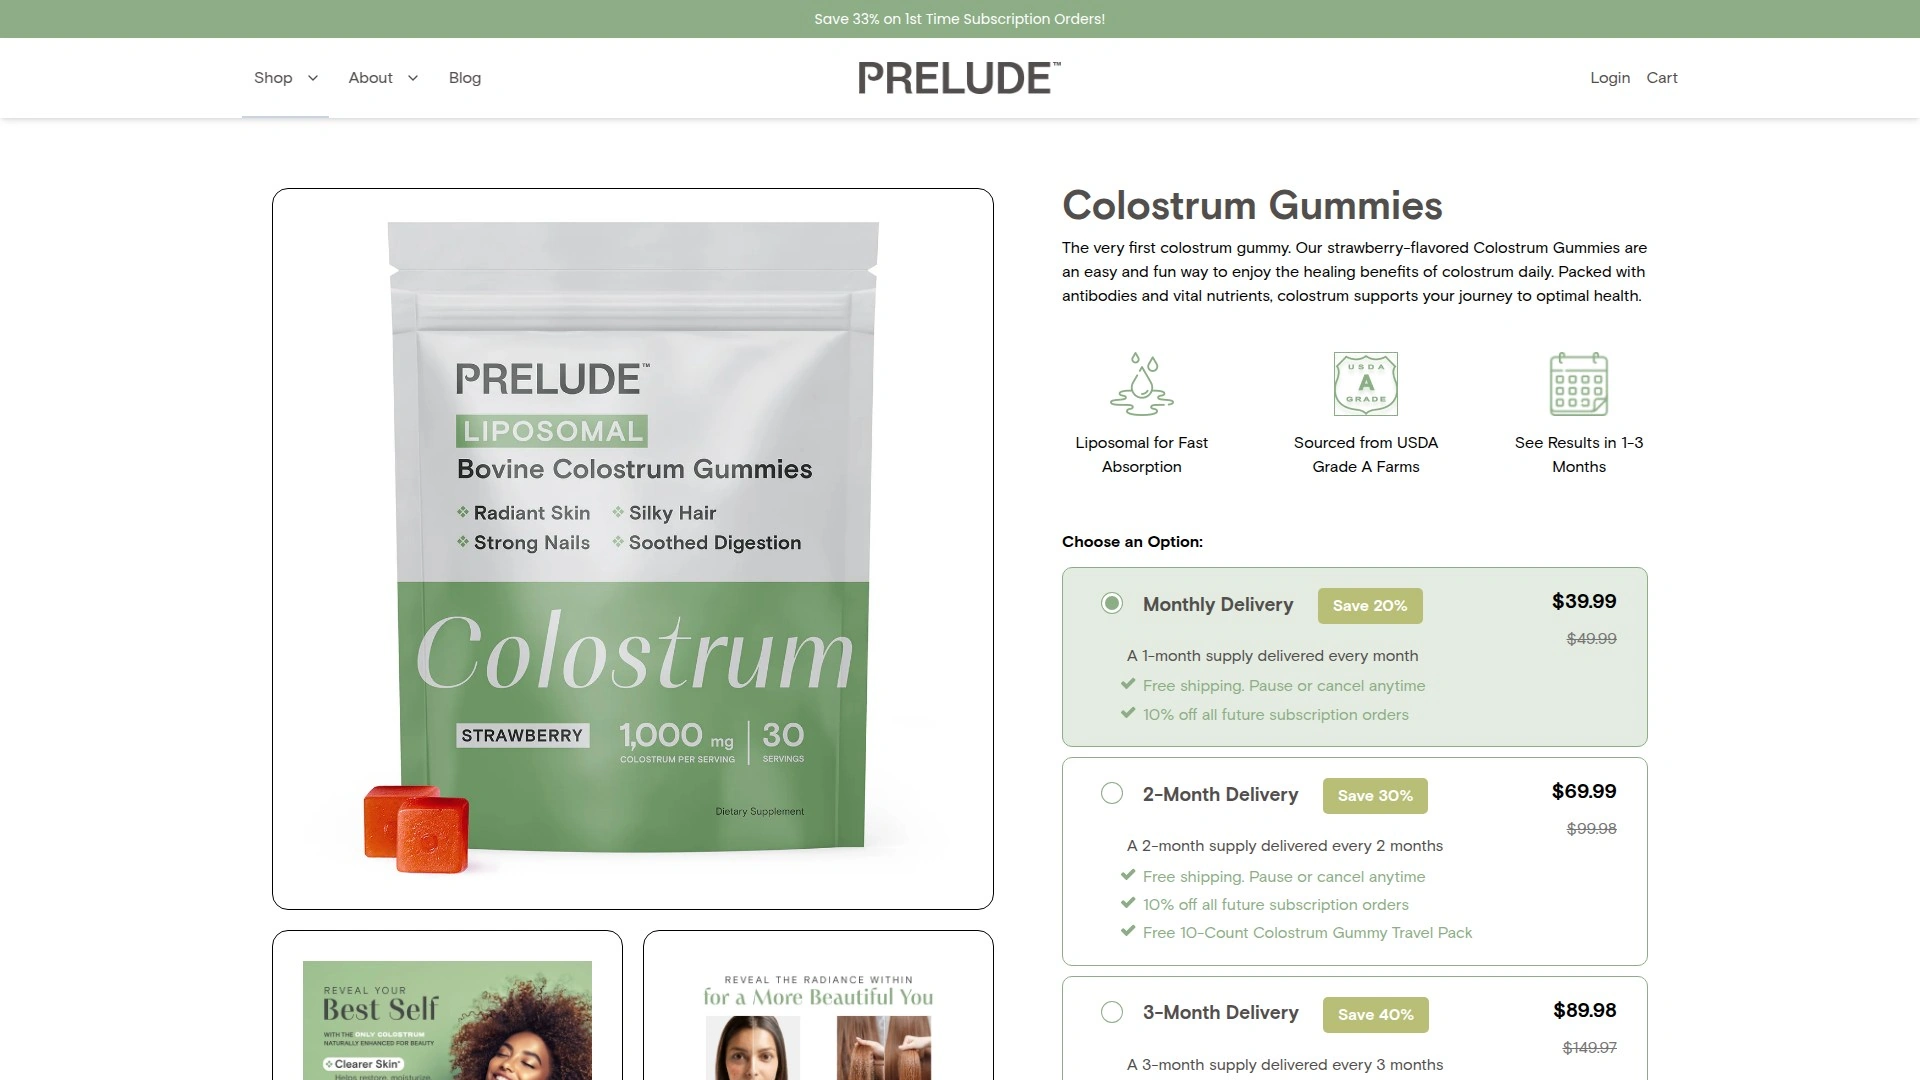 Save 33% on 1st Time Subscription Orders!
Shop
About
Blog
PRELUDE™
Login
Cart
PRELUDE™
LIPOSOMAL
Bovine Colostrum Gummies
Radiant Skin
Silky Hair
Strong Nails
Soothed Digestion
Colostrum
STRAWBERRY
1,000 mg
COLOSTRUM PER SERVING
30
SERVINGS
Dietary Supplement
REVEAL YOUR
Best Self
WITH THE ONLY COLOSTRUM
NATURALLY ENHANCED FOR BEAUTY
Clearer Skin*
Helps restore, moisturize,
REVEAL THE RADIANCE WITHIN
for a More Beautiful You
Colostrum Gummies
The very first colostrum gummy. Our strawberry-flavored Colostrum Gummies are
an easy and fun way to enjoy the healing benefits of colostrum daily. Packed with
antibodies and vital nutrients, colostrum supports your journey to optimal health.
USDA
A
GRADE
Liposomal for Fast
Absorption
Sourced from USDA
Grade A Farms
See Results in 1-3
Months
Choose an Option:
Monthly Delivery
Save 20%
$39.99
$49.99
A 1-month supply delivered every month
Free shipping. Pause or cancel anytime
10% off all future subscription orders
2-Month Delivery
Save 30%
$69.99
$99.98
A 2-month supply delivered every 2 months
Free shipping. Pause or cancel anytime
10% off all future subscription orders
Free 10-Count Colostrum Gummy Travel Pack
3-Month Delivery
Save 40%
$89.98
$149.97
A 3-month supply delivered every 3 months